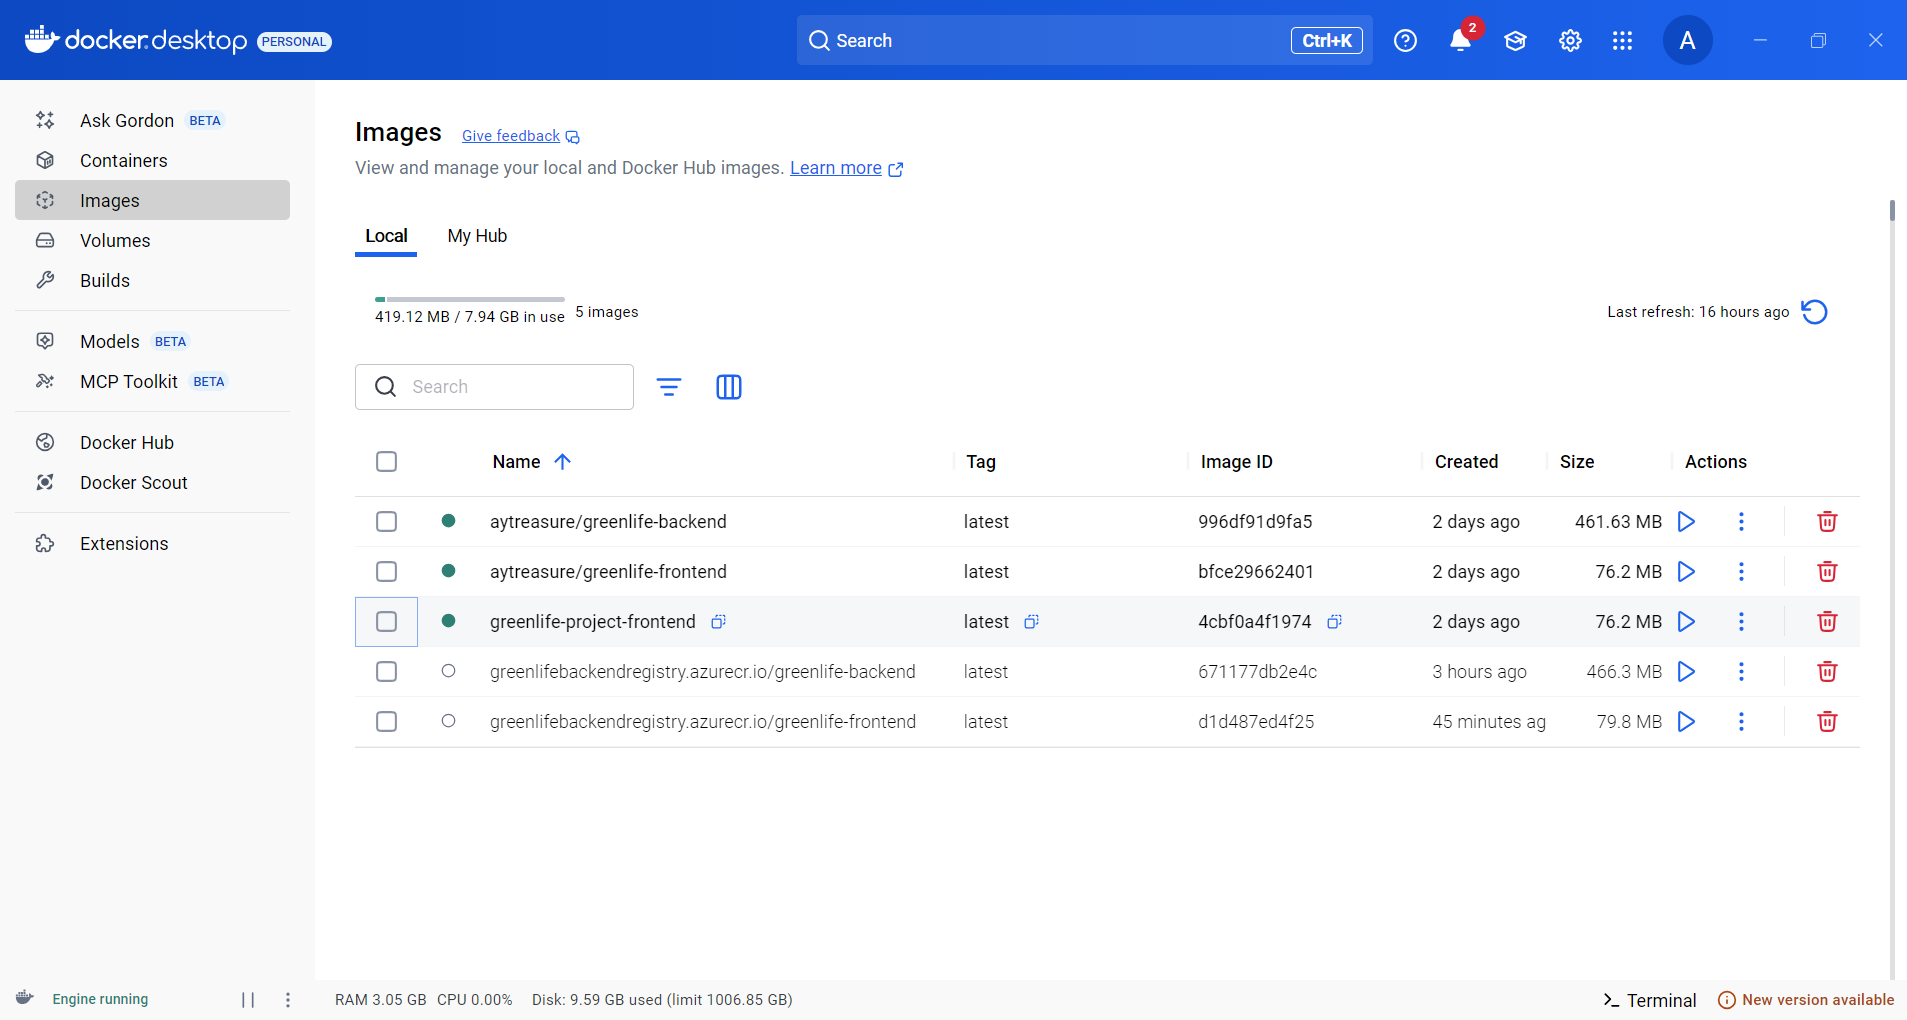 docker.desktop PERSONAL
Search Ctrl+K 2 A
Ask Gordon BETA
Containers
Images
Volumes
Builds
Models BETA
MCP Toolkit BETA
Docker Hub
Docker Scout
Extensions
Images Give feedback
View and manage your local and Docker Hub images. Learn more
Local My Hub
419.12 MB / 7.94 GB in use 5 images
Last refresh: 16 hours ago
Search
Name Tag Image ID Created Size Actions
aytreasure/greenlife-backend latest 996df91d9fa5 2 days ago 461.63 MB
aytreasure/greenlife-frontend latest bfce29662401 2 days ago 76.2 MB
greenlife-project-frontend latest 4cbf0a4f1974 2 days ago 76.2 MB
greenlifebackendregistry.azurecr.io/greenlife-backend latest 671177db2e4c 3 hours ago 466.3 MB
greenlifebackendregistry.azurecr.io/greenlife-frontend latest d1d487ed4f25 45 minutes ag 79.8 MB
Engine running
RAM 3.05 GB CPU 0.00% Disk: 9.59 GB used (limit 1006.85 GB)
Terminal
New version available